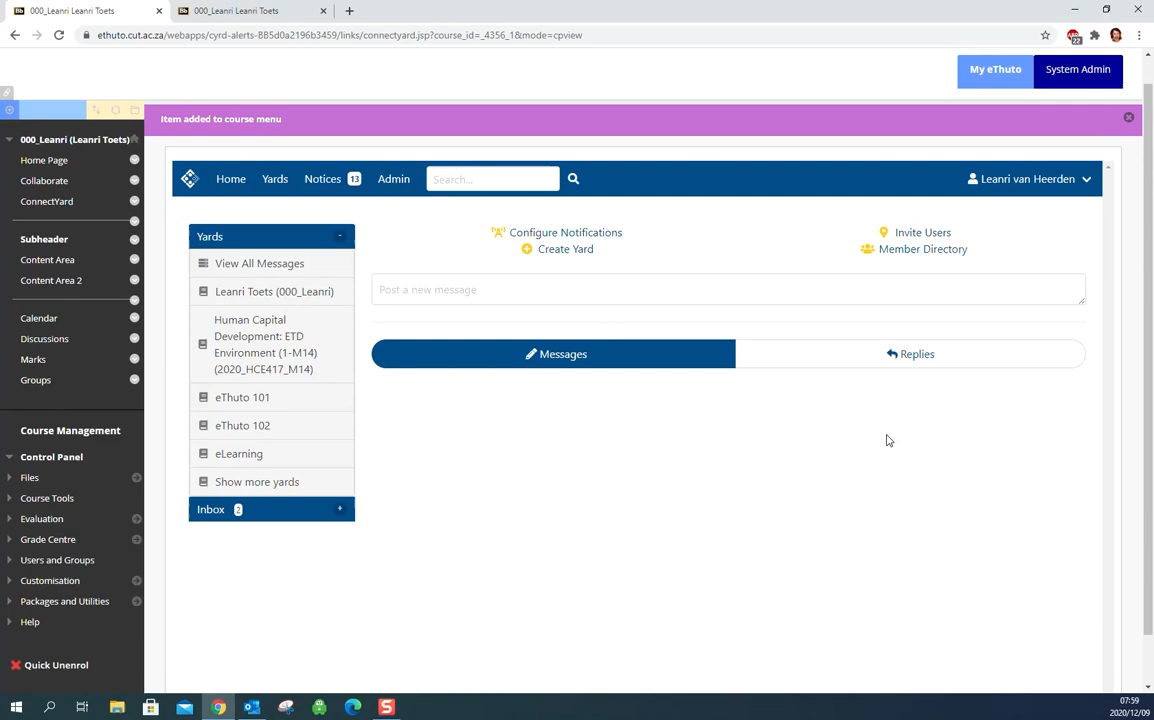 000_Leanri Leanri Toets
000_Leanri Leanri Toets
ethuto.cut.ac.za/webapps/cyrd-alerts-BB5d0a2196b3459/links/connectyard.jsp?course_id=_4356_1&mode=cpview
22
My eThuto
System Admin
Item added to course menu
000_Leanri (Leanri Toets)
Home Page
Collaborate
ConnectYard
Subheader
Content Area
Content Area 2
Calendar
Discussions
Marks
Groups
Course Management
Control Panel
Files
Course Tools
Evaluation
Grade Centre
Users and Groups
Customisation
Packages and Utilities
Help
Quick Unenrol
Home
Yards
Notices 13
Admin
Search...
Leanri van Heerden
Yards
-
View All Messages
Leanri Toets (000_Leanri)
Human Capital
Development: ETD
Environment (1-M14)
(2020_HCE417_M14)
eThuto 101
eThuto 102
eLearning
Show more yards
Inbox 2
+
Configure Notifications
Create Yard
Invite Users
Member Directory
Post a new message
Messages
Replies
07:59
2020/12/09